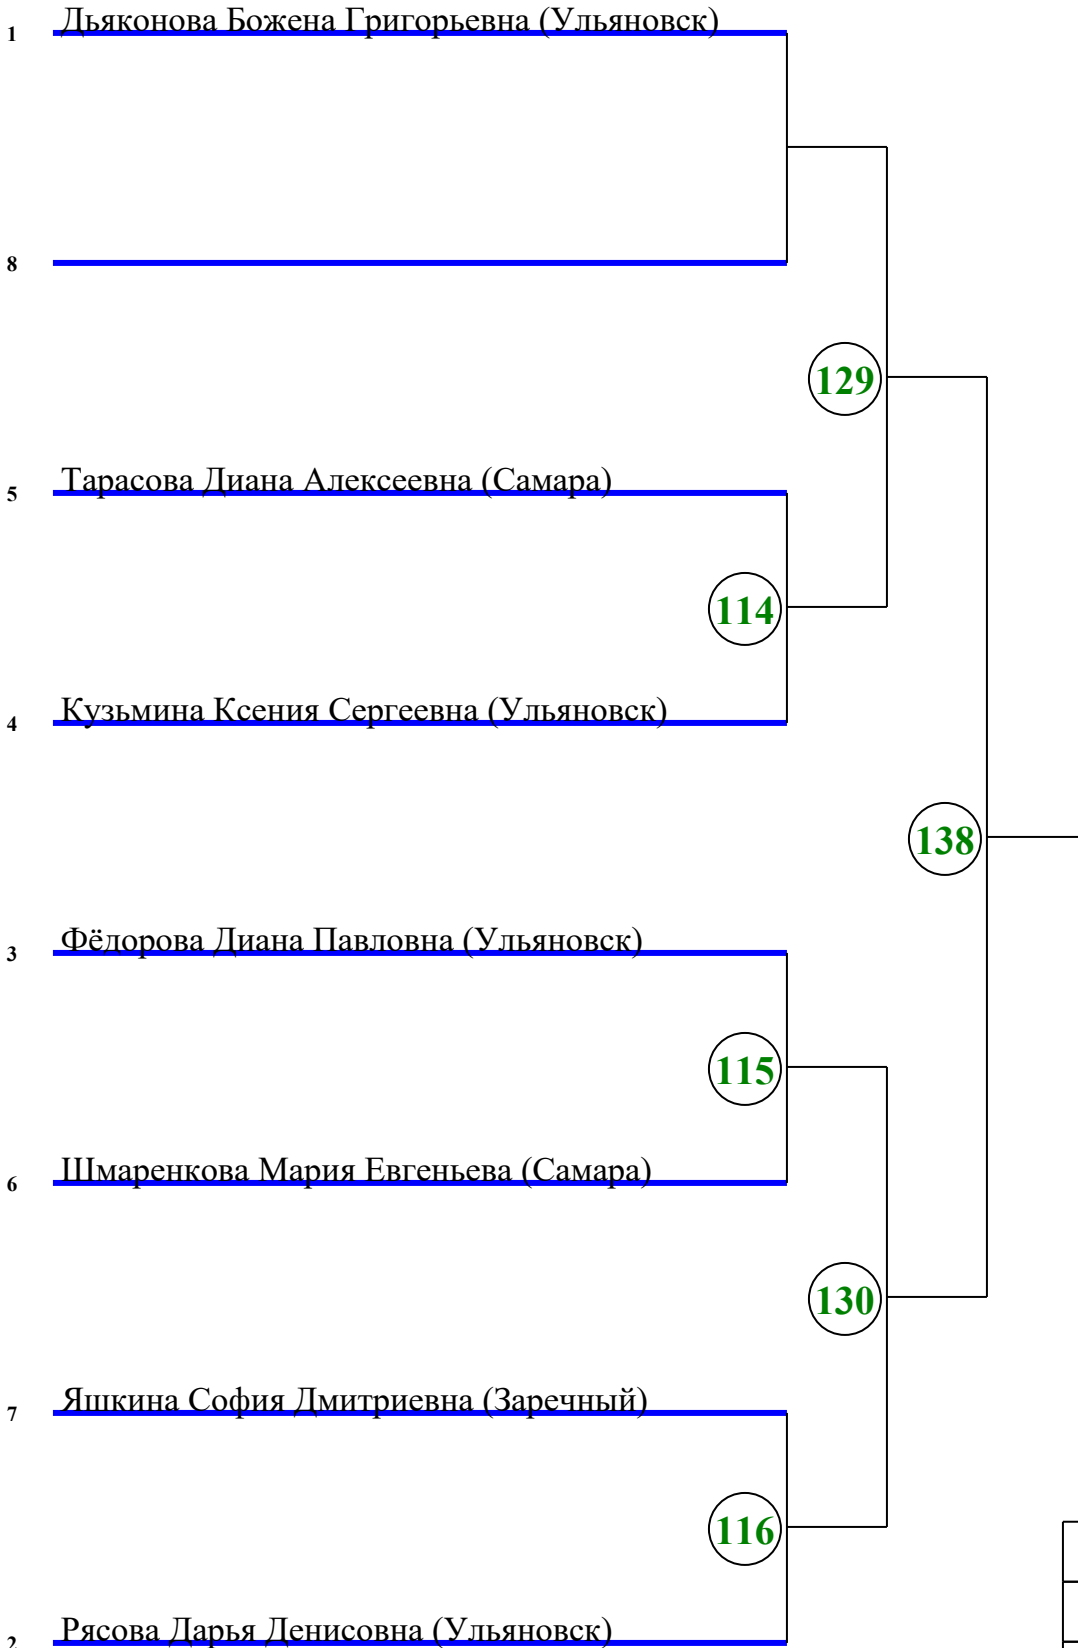 1 Дьяконова Божена Григорьевна (Ульяновск)
8
129
5 Тарасова Диана Алексеевна (Самара)
114
4 Кузьмина Ксения Сергеевна (Ульяновск)
138
3 Фёдорова Диана Павловна (Ульяновск)
115
6 Шмаренкова Мария Евгеньева (Самара)
130
7 Яшкина София Дмитриевна (Заречный)
116
2 Рясова Дарья Денисовна (Ульяновск)